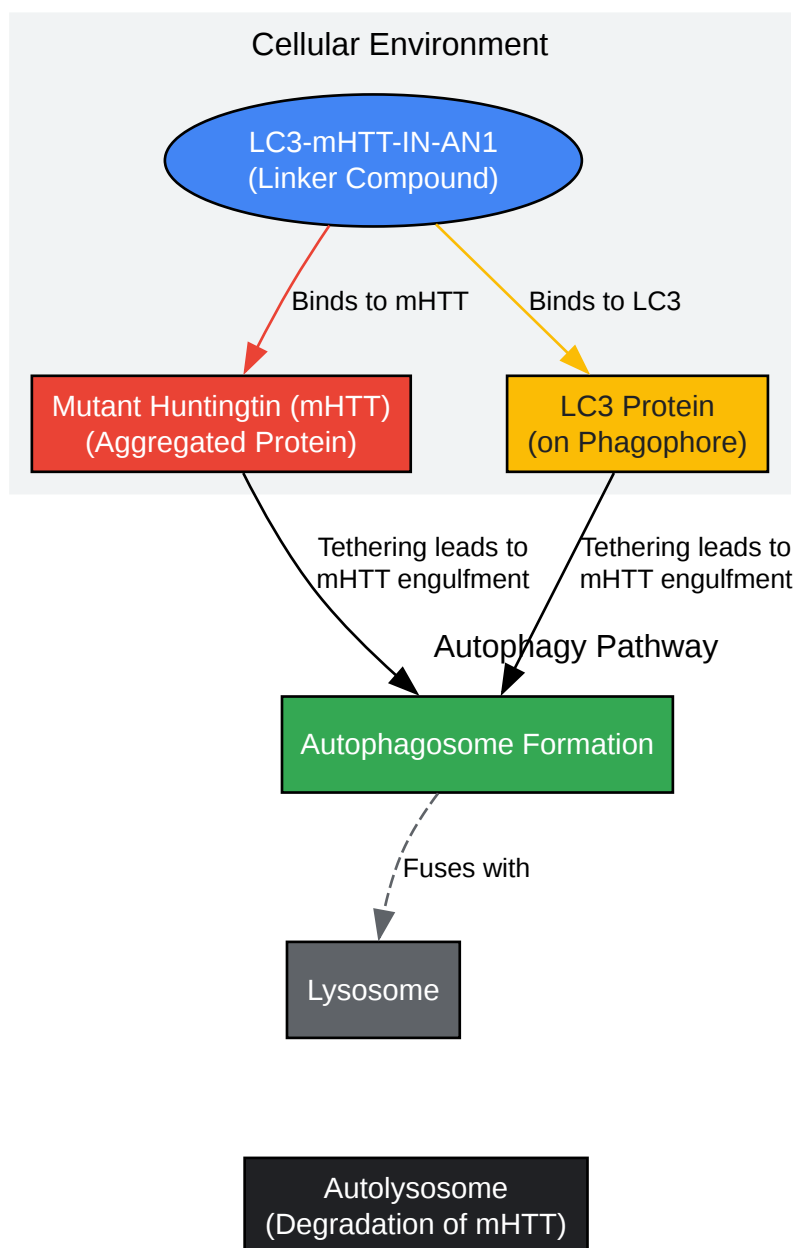 Cellular Environment
LC3-mHTT-IN-AN1
(Linker Compound)
Binds to mHTT
Binds to LC3
Mutant Huntingtin (mHTT)
(Aggregated Protein)
LC3 Protein
(on Phagophore)
Tethering leads to
mHTT engulfment
Tethering leads to
mHTT engulfment
Autophagy Pathway
Autophagosome Formation
Fuses with
Lysosome
Autolysosome
(Degradation of mHTT)